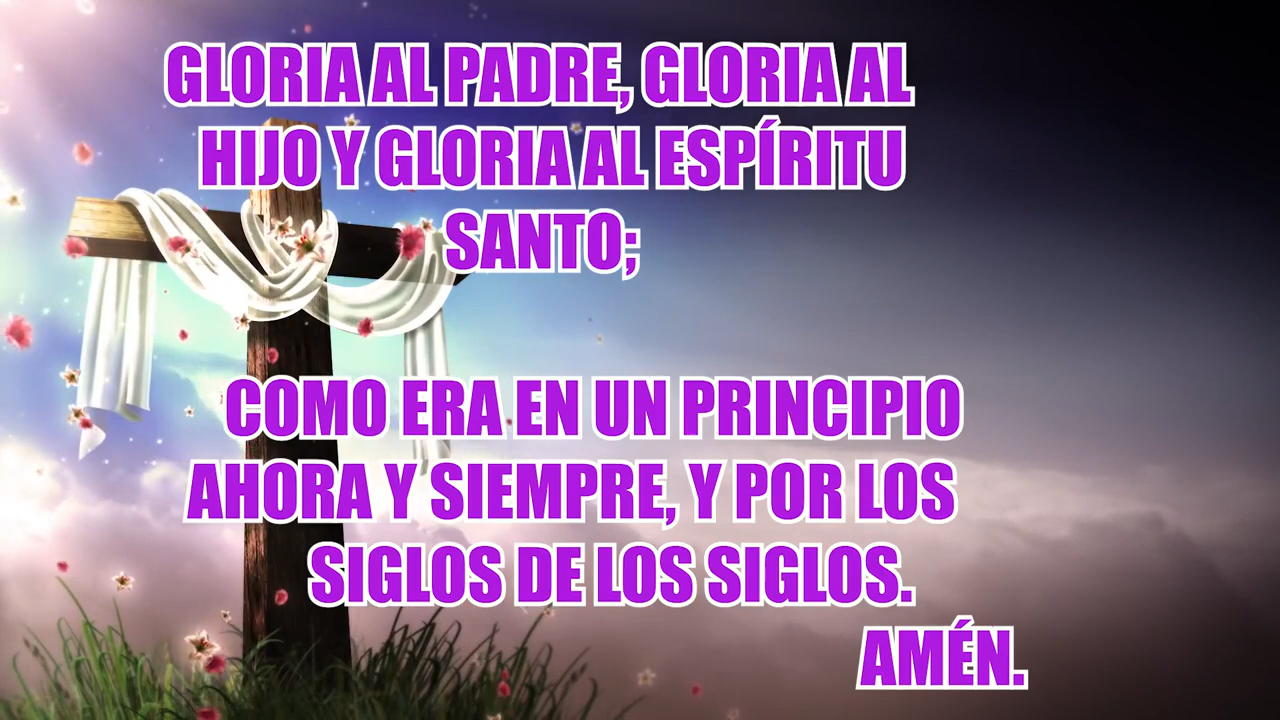 GLORIA AL PADRE, GLORIA AL
HIJO Y GLORIA AL ESPÍRITU
SANTO;
COMO ERA EN UN PRINCIPIO
AHORA Y SIEMPRE, Y POR LOS
SIGLOS DE LOS SIGLOS.
AMÉN.